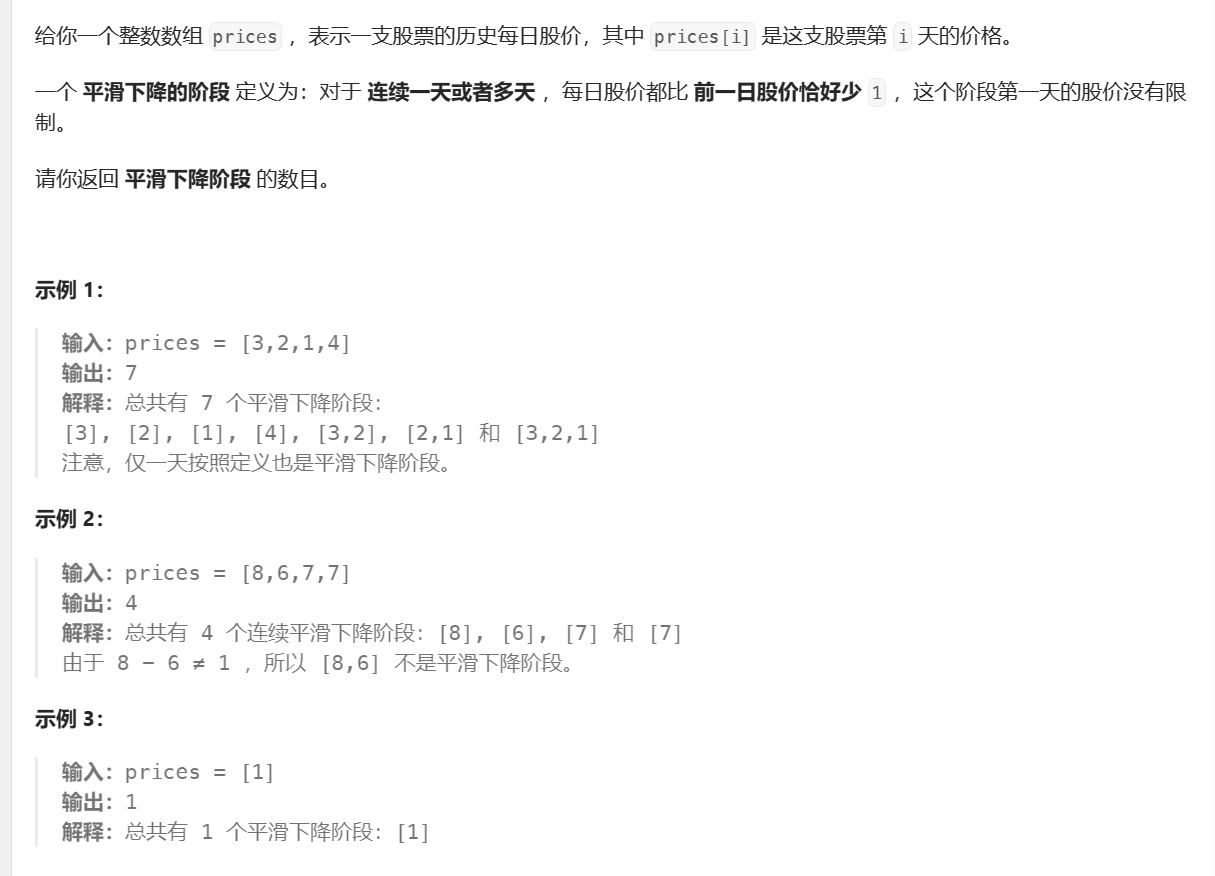 给你一个整数数组 prices ，表示一支股票的历史每日股价，其中 prices[i] 是这支股票第 i 天的价格。
一个 平滑下降的阶段 定义为：对于 连续一天或者多天 ，每日股价都比 前一日股价恰好少 1 ，这个阶段第一天的股价没有限
制。
请你返回 平滑下降阶段 的数目。
示例 1：
输入：prices = [3,2,1,4]
输出：7
解释：总共有 7 个平滑下降阶段：
[3], [2], [1], [4], [3,2], [2,1] 和 [3,2,1]
注意，仅一天按照定义也是平滑下降阶段。
示例 2：
输入：prices = [8,6,7,7]
输出：4
解释：总共有 4 个连续平滑下降阶段：[8], [6], [7] 和 [7]
由于 8 - 6 ≠ 1 ，所以 [8,6] 不是平滑下降阶段。
示例 3：
输入：prices = [1]
输出：1
解释：总共有 1 个平滑下降阶段：[1]